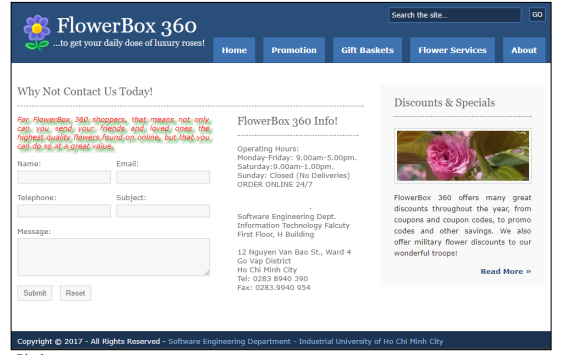 Search the site...
GO
FlowerBox 360
...to get your daily dose of luxury roses!
Home
Promotion
Gift Baskets
Flower Services
About
Why Not Contact Us Today!
For FlowerBox 360 shoppers, that means not only
can you send your friends and loved ones the
highest quality flowers found on online, but that you
can do so at a great value.
Name:
Email:
Telephone:
Subject:
Message:
Submit
Reset
FlowerBox 360 Info!
Operating Hours:
Monday-Friday: 9.00am-5.00pm.
Saturday:9.00am-1.00pm.
Sunday: Closed (No Deliveries)
ORDER ONLINE 24/7
Software Engineering Dept.
Information Technology Falcuty
First Floor, H Building
12 Nguyen Van Bao St., Ward 4
Go Vap District
Ho Chi Minh City
Tel: 0283 8940 390
Fax: 0283.9940 954
Discounts & Specials
FlowerBox 360 offers many great
discounts throughout the year, from
coupons and coupon codes, to promo
codes and other savings. We also
offer military flower discounts to our
wonderful troops!
Read More »
Copyright © 2017 - All Rights Reserved - Software Engineering Department - Industrial University of Ho Chi Minh City